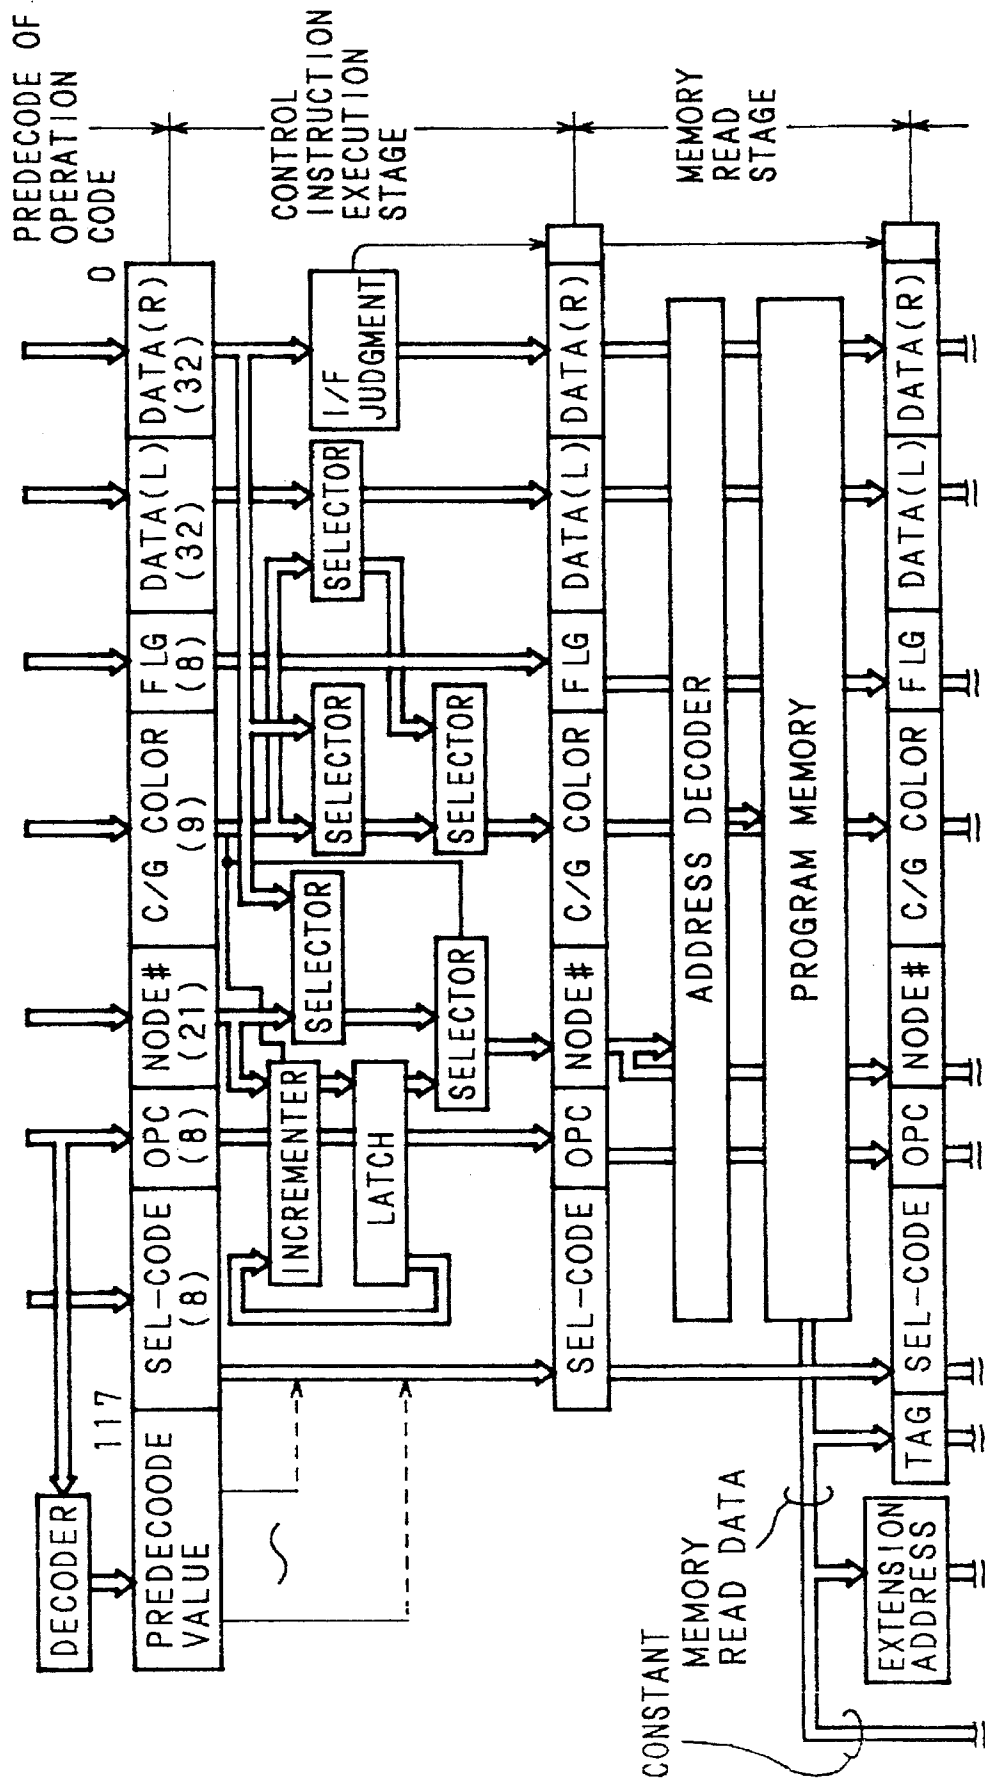 PREDECODE OF
OPERATION
CODE
CONTROL
INSTRUCTION
EXECUTION
STAGE
MEMORY
READ
STAGE
0
117
DECODER
PREDECOODE
VALUE
SEL-CODE
(8)
OPC
(8)
NODE#
(21)
C/G COLOR
(9)
FLG
(8)
DATA(L)
(32)
DATA(R)
(32)
INCREMENTER
LATCH
SELECTOR
SELECTOR
SELECTOR
SELECTOR
SELECTOR
I/F
JUDGMENT
SEL-CODE
OPC
NODE#
C/G COLOR
FLG
DATA(L)
DATA(R)
ADDRESS DECODER
PROGRAM MEMORY
CONSTANT
MEMORY
READ DATA
EXTENSION
ADDRESS
TAG
SEL-CODE
OPC
NODE#
C/G COLOR
FLG
DATA(L)
DATA(R)